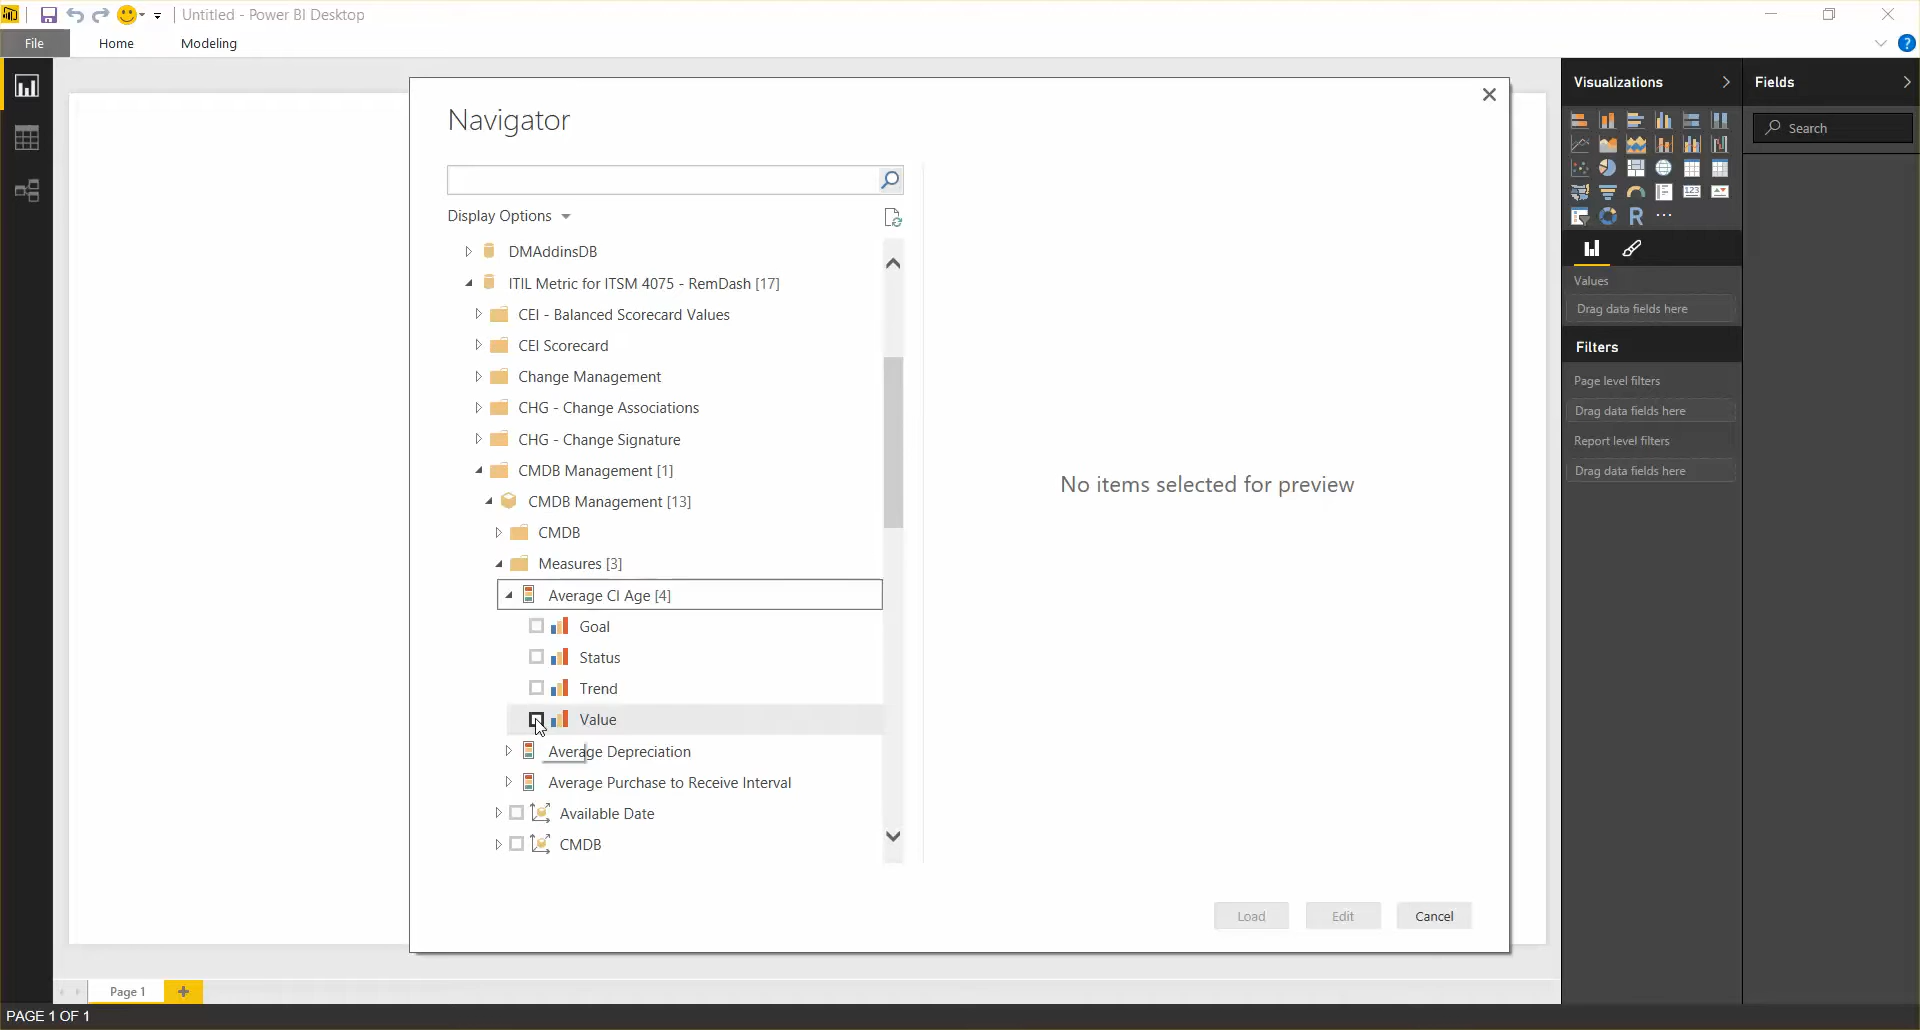 Untitled - Power BI Desktop
File
Home
Modeling
Navigator
Display Options
DMAddinsDB
ITIL Metric for ITSM 4075 - RemDash [17]
CEI - Balanced Scorecard Values
CEI Scorecard
Change Management
CHG - Change Associations
CHG - Change Signature
CMDB Management [1]
CMDB Management [13]
CMDB
Measures [3]
Average CI Age [4]
Goal
Status
Trend
Value
Average Depreciation
Average Purchase to Receive Interval
Available Date
CMDB
No items selected for preview
Load
Edit
Cancel
Visualizations
R
123
Values
Drag data fields here
Filters
Page level filters
Drag data fields here
Report level filters
Drag data fields here
Fields
Search
?
Page 1
PAGE 1 OF 1